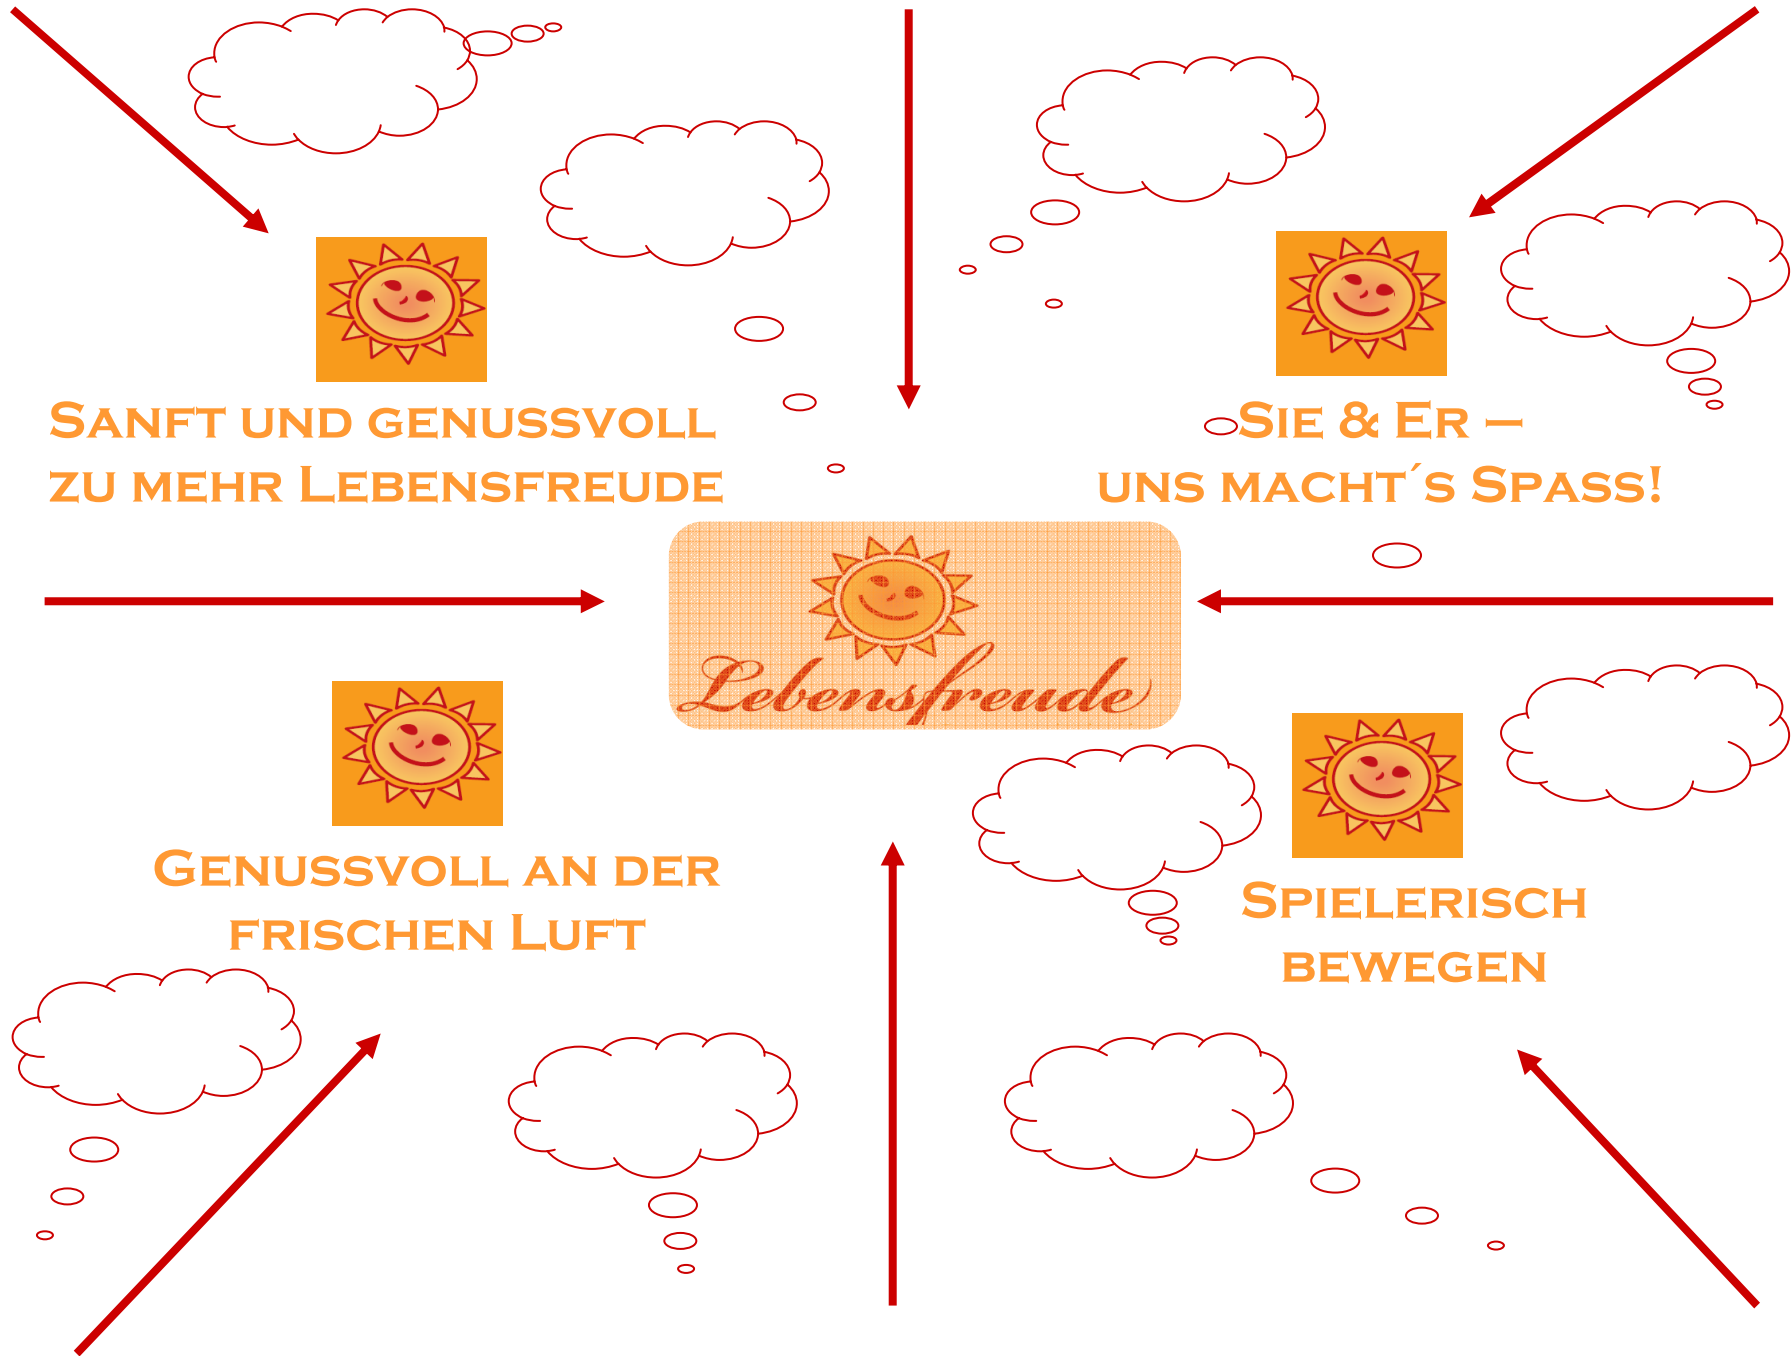 Sanft und genussvoll
zu mehr Lebensfreude
Sie & Er –
uns macht´s Spass!
Lebensfreude
Genussvoll an der
frischen Luft
Spielerisch
bewegen